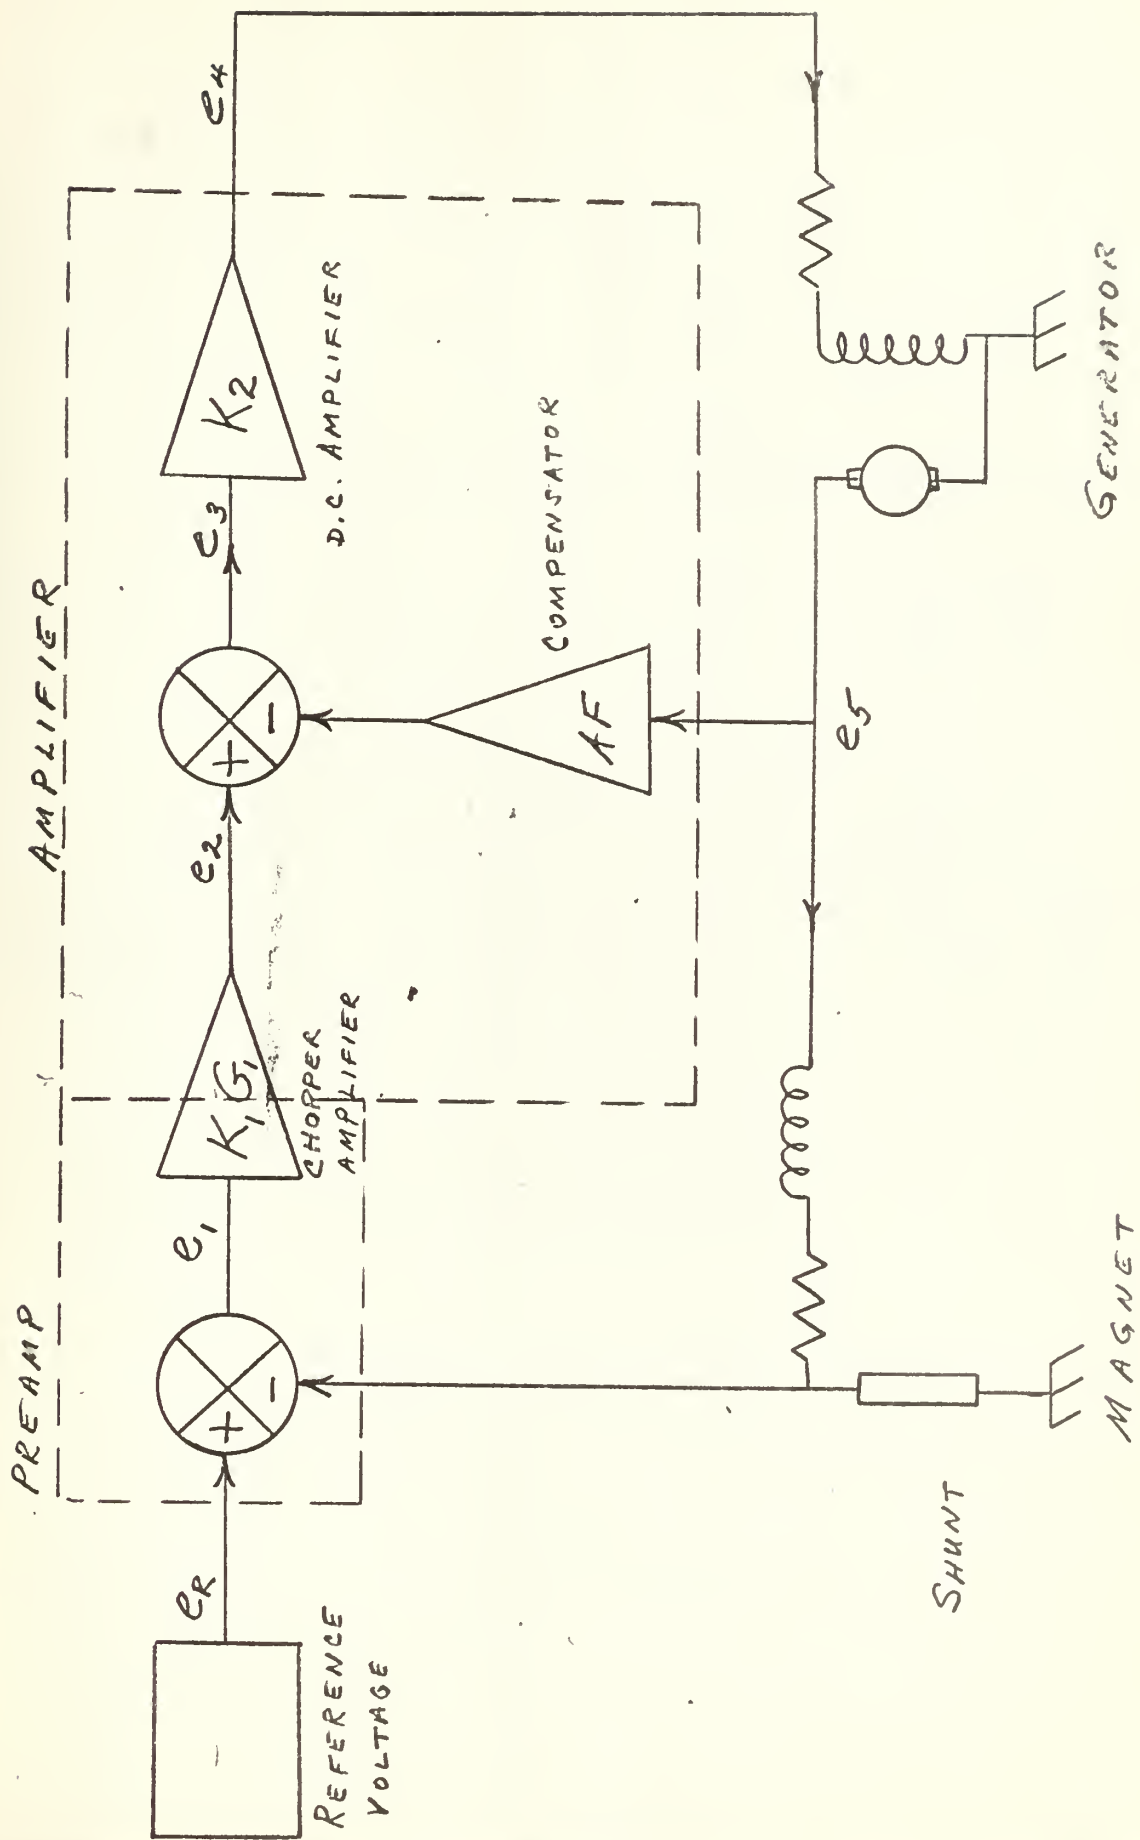 PREAMP
AMPLIFIER
REFERENCE
VOLTAGE
eR
+
-
e1
K1G1
CHOPPER
AMPLIFIER
e2
+
-
e3
K2
D.C. AMPLIFIER
e4
AF
COMPENSATOR
e5
SHUNT
MAGNET
GENERATOR